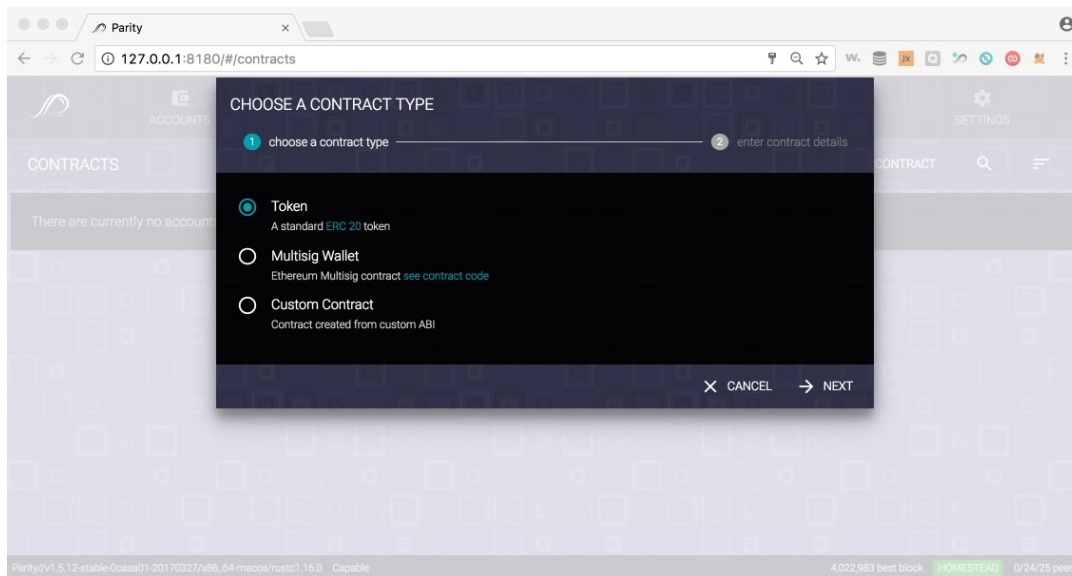 Parity
127.0.0.1:8180/#/contracts
ACCOUNTS
SETTINGS
CONTRACTS
CONTRACT
There are currently no account
CHOOSE A CONTRACT TYPE
1 choose a contract type
2 enter contract details
Token
A standard ERC 20 token
Multisig Wallet
Ethereum Multisig contract see contract code
Custom Contract
Contract created from custom ABI
CANCEL
NEXT
Parity//v1.5.12-stable-0caaa01-20170327/x86_64-macos/rustc1.16.0 Capable
4,022,983 best block HOMESTEAD 0/24/25 peer